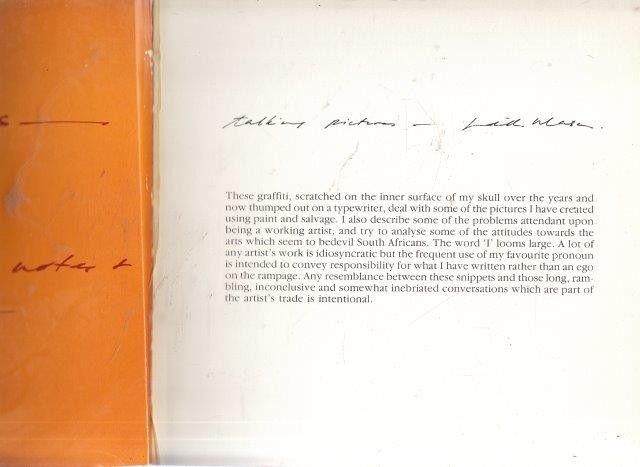 talking pictures — Judith Mason.
These graffiti, scratched on the inner surface of my skull over the years and
now thumped out on a typewriter, deal with some of the pictures I have created
using paint and salvage. I also describe some of the problems attendant upon
being a working artist, and try to analyse some of the attitudes towards the
arts which seem to bedevil South Africans. The word 'I' looms large. A lot of
any artist's work is idiosyncratic but the frequent use of my favourite pronoun
is intended to convey responsibility for what I have written rather than an ego
on the rampage. Any resemblance between these snippets and those long, ram-
bling, inconclusive and somewhat inebriated conversations which are part of
the artist's trade is intentional.
notes &